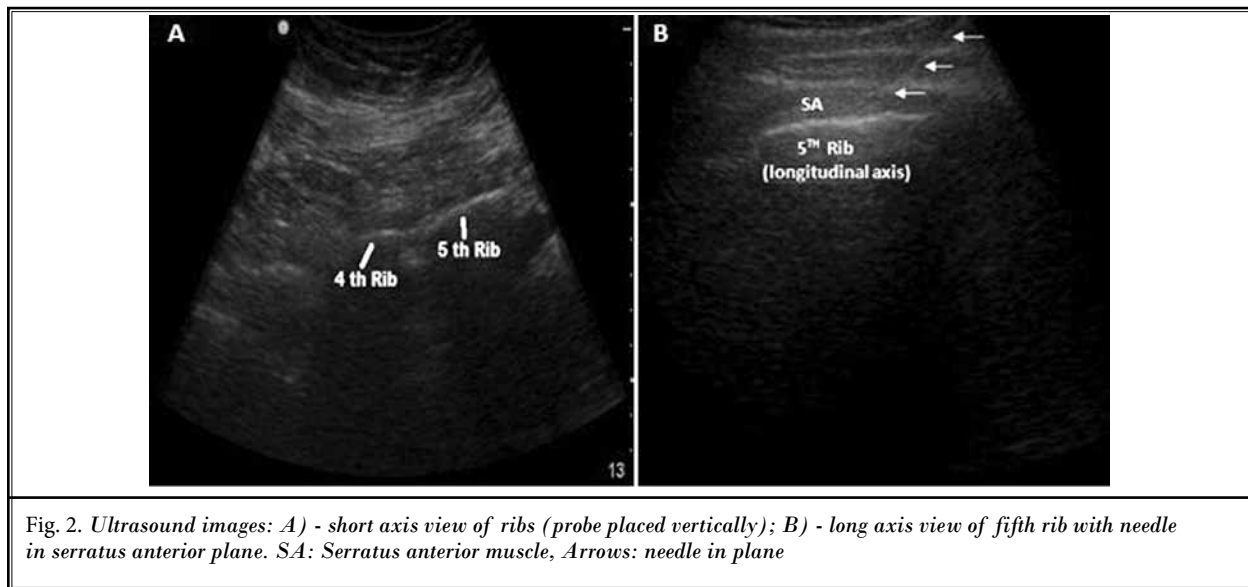 A
B
SA
5TH Rib
(longitudinal axis)
5 th Rib
4 th Rib
13
Fig. 2. Ultrasound images: A) - short axis view of ribs (probe placed vertically); B) - long axis view of fifth rib with needle
in serratus anterior plane. SA: Serratus anterior muscle, Arrows: needle in plane